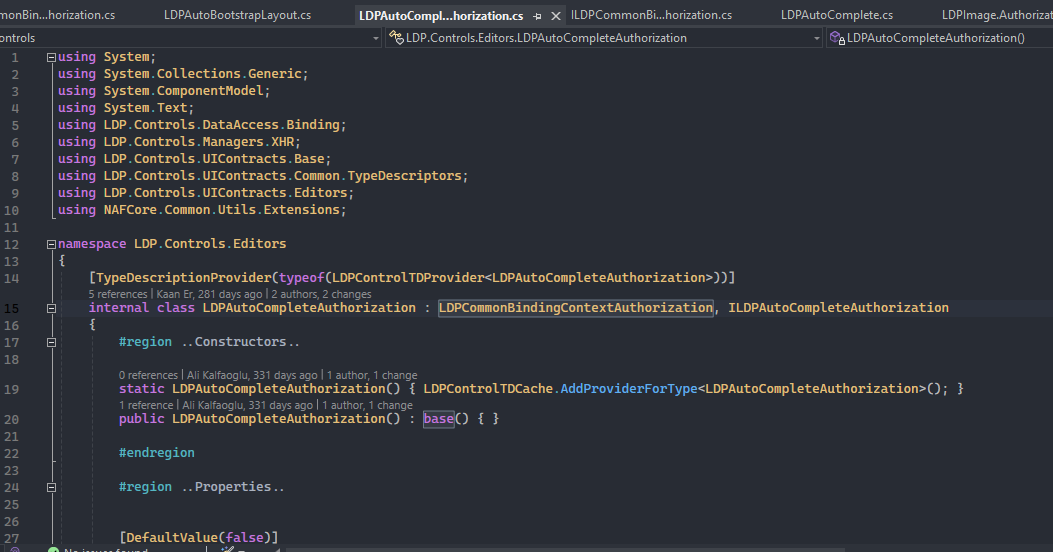 monBin...horization.cs LDPAutoBootstrapLayout.cs LDPAutoCompl...horization.cs ILDPCommonBi...horization.cs LDPAutoComplete.cs LDPImage.Authoriza
ontrols LDP.Controls.Editors.LDPAutoCompleteAuthorization LDPAutoCompleteAuthorization()
1 using System;
2 using System.Collections.Generic;
3 using System.ComponentModel;
4 using System.Text;
5 using LDP.Controls.DataAccess.Binding;
6 using LDP.Controls.Managers.XHR;
7 using LDP.Controls.UIContracts.Base;
8 using LDP.Controls.UIContracts.Common.TypeDescriptors;
9 using LDP.Controls.UIContracts.Editors;
10 using NAFCore.Common.Utils.Extensions;
11
12 namespace LDP.Controls.Editors
13 {
14 [TypeDescriptionProvider(typeof(LDPControlTDProvider<LDPAutoCompleteAuthorization>))]
5 references | Kaan Er, 281 days ago | 2 authors, 2 changes
15 internal class LDPAutoCompleteAuthorization : LDPCommonBindingContextAuthorization, ILDPAutoCompleteAuthorization
16 {
17 #region ..Constructors..
18
0 references | Ali Kalfaoglu, 331 days ago | 1 author, 1 change
19 static LDPAutoCompleteAuthorization() { LDPControlTDCache.AddProviderForType<LDPAutoCompleteAuthorization>(); }
1 reference | Ali Kalfaoglu, 331 days ago | 1 author, 1 change
20 public LDPAutoCompleteAuthorization() : base() { }
21
22 #endregion
23
24 #region ..Properties..
25
26
27 [DefaultValue(false)]
No issues found